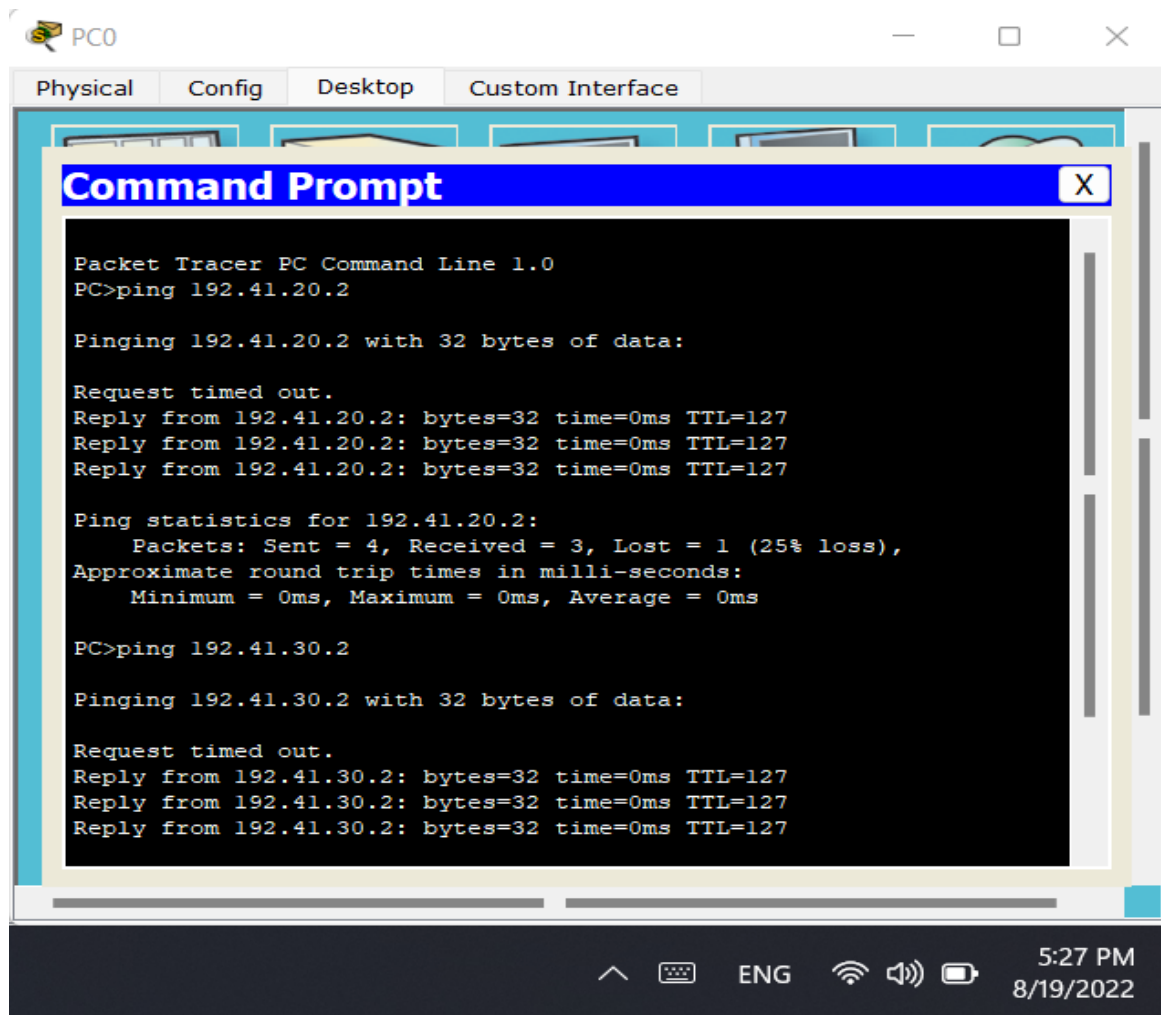 PC0
Physical Config Desktop Custom Interface
Command Prompt X
Packet Tracer PC Command Line 1.0
PC>ping 192.41.20.2
Pinging 192.41.20.2 with 32 bytes of data:
Request timed out.
Reply from 192.41.20.2: bytes=32 time=0ms TTL=127
Reply from 192.41.20.2: bytes=32 time=0ms TTL=127
Reply from 192.41.20.2: bytes=32 time=0ms TTL=127
Ping statistics for 192.41.20.2:
Packets: Sent = 4, Received = 3, Lost = 1 (25% loss),
Approximate round trip times in milli-seconds:
Minimum = 0ms, Maximum = 0ms, Average = 0ms
PC>ping 192.41.30.2
Pinging 192.41.30.2 with 32 bytes of data:
Request timed out.
Reply from 192.41.30.2: bytes=32 time=0ms TTL=127
Reply from 192.41.30.2: bytes=32 time=0ms TTL=127
Reply from 192.41.30.2: bytes=32 time=0ms TTL=127
ENG 5:27 PM
8/19/2022